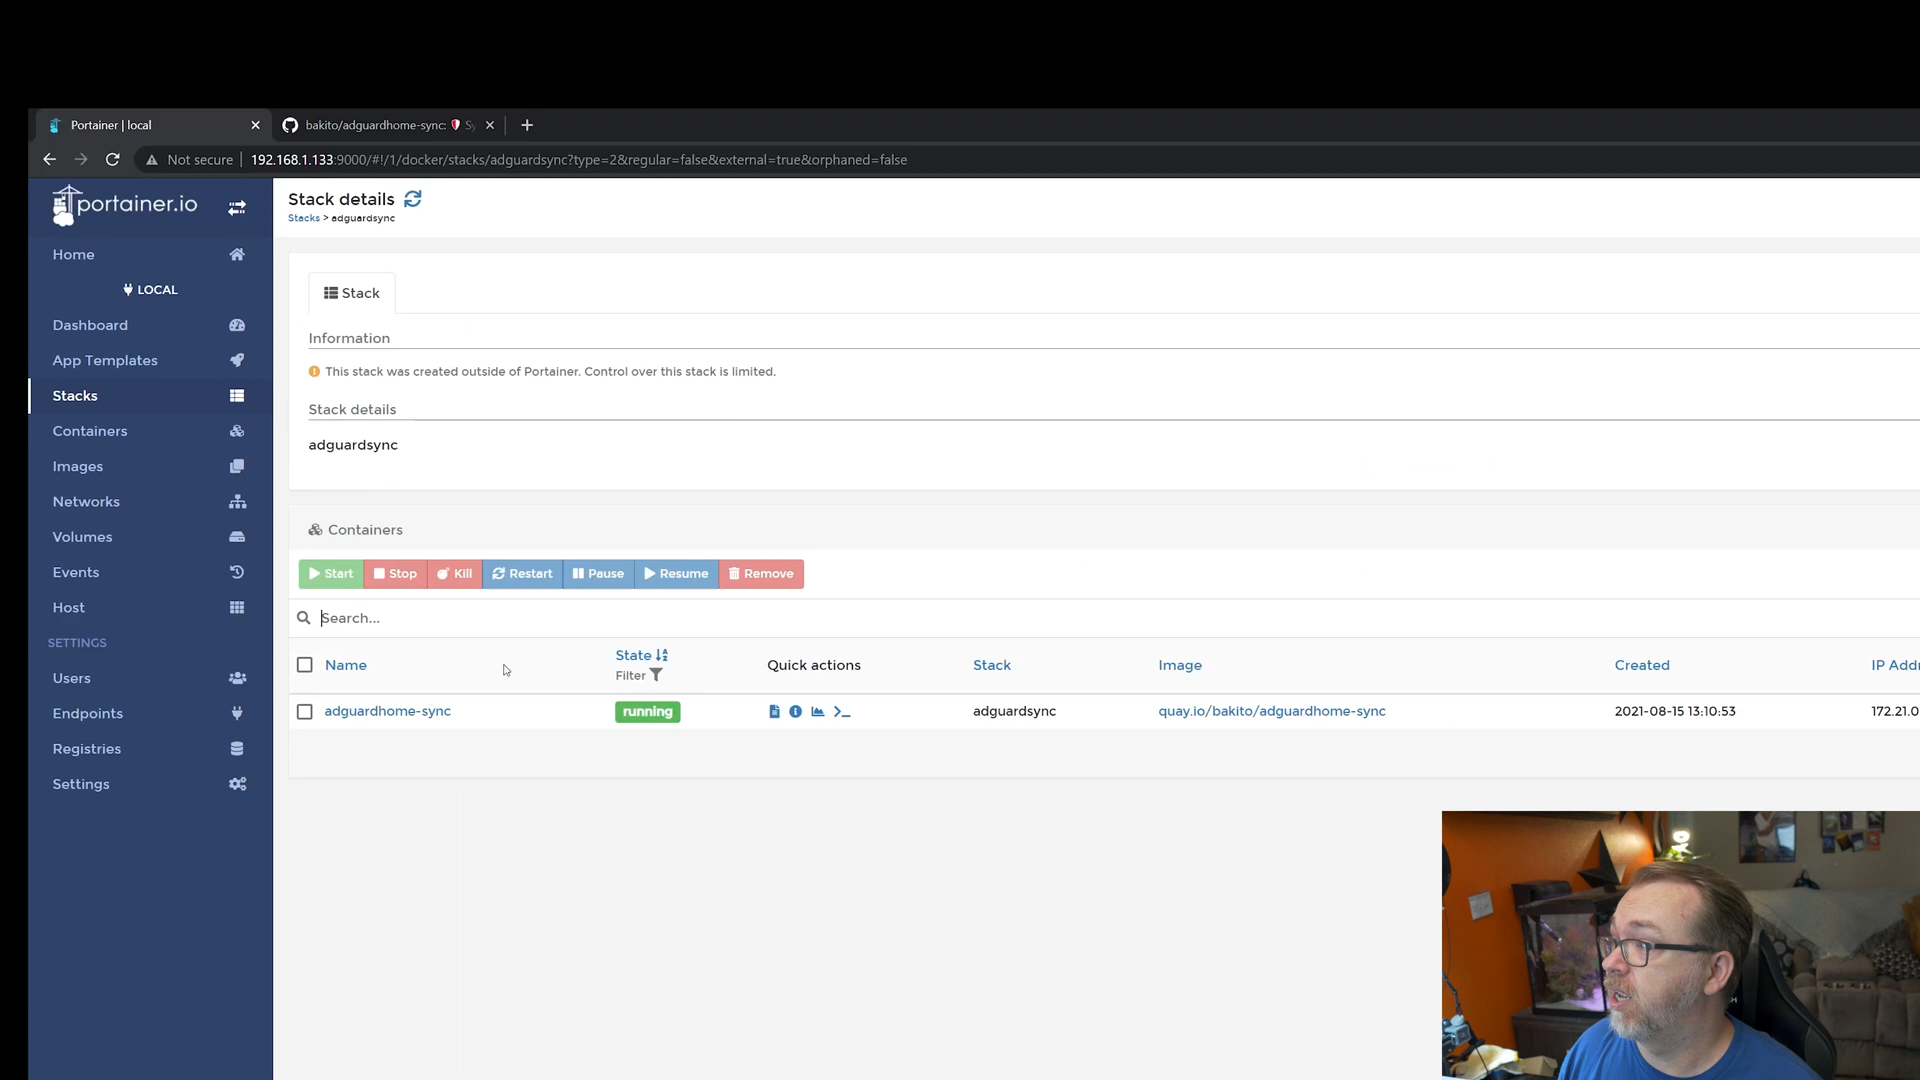 Portainer | local
bakito/adguardhome-sync:
Not secure
192.168.1.133:9000/#!/1/docker/stacks/adguardsync?type=2&regular=false&external=true&orphaned=false
portainer.io
Home
LOCAL
Dashboard
App Templates
Stacks
Containers
Images
Networks
Volumes
Events
Host
SETTINGS
Users
Endpoints
Registries
Settings
Stack details
Stacks > adguardsync
Stack
Information
This stack was created outside of Portainer. Control over this stack is limited.
Stack details
adguardsync
Containers
Start Stop Kill Restart Pause Resume Remove
Search...
Name State Filter Quick actions Stack Image Created IP Addr
adguardhome-sync running adguardsync quay.io/bakito/adguardhome-sync 2021-08-15 13:10:53 172.21.0